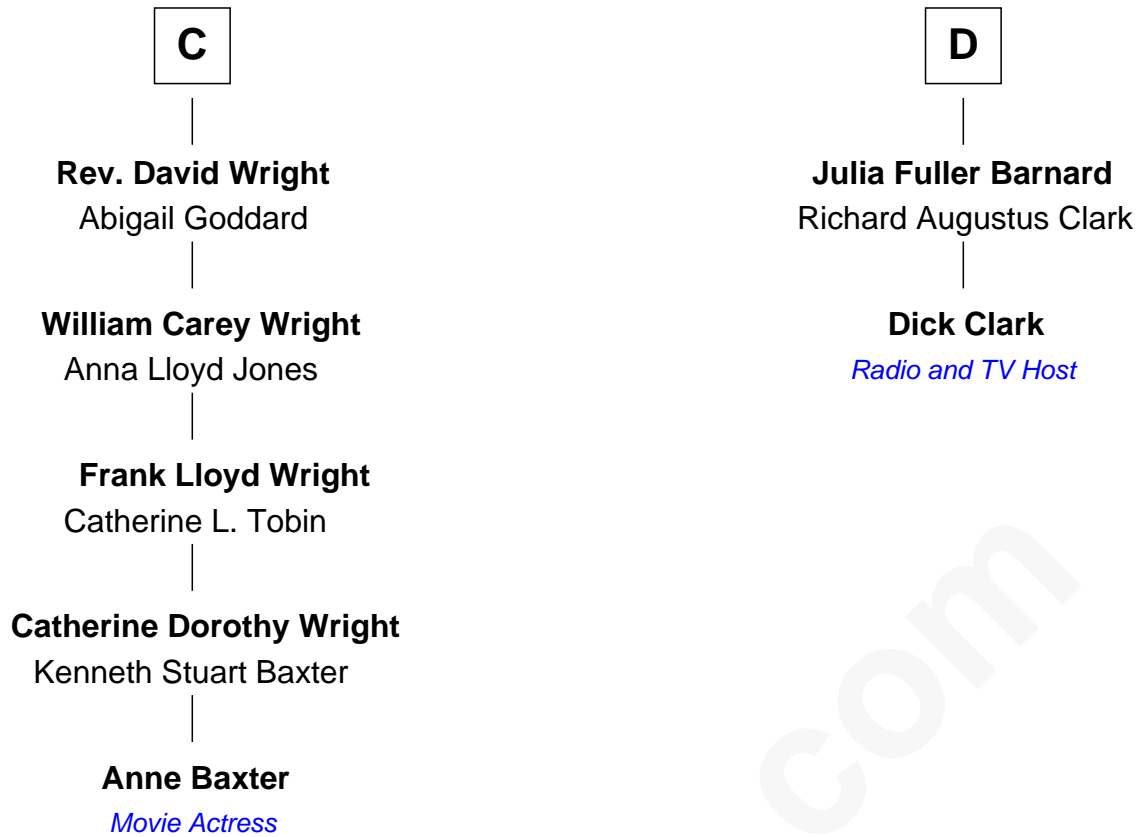 C
Rev. David Wright
Abigail Goddard
William Carey Wright
Anna Lloyd Jones
Frank Lloyd Wright
Catherine L. Tobin
Catherine Dorothy Wright
Kenneth Stuart Baxter
Anne Baxter
Movie Actress
D
Julia Fuller Barnard
Richard Augustus Clark
Dick Clark
Radio and TV Host
com